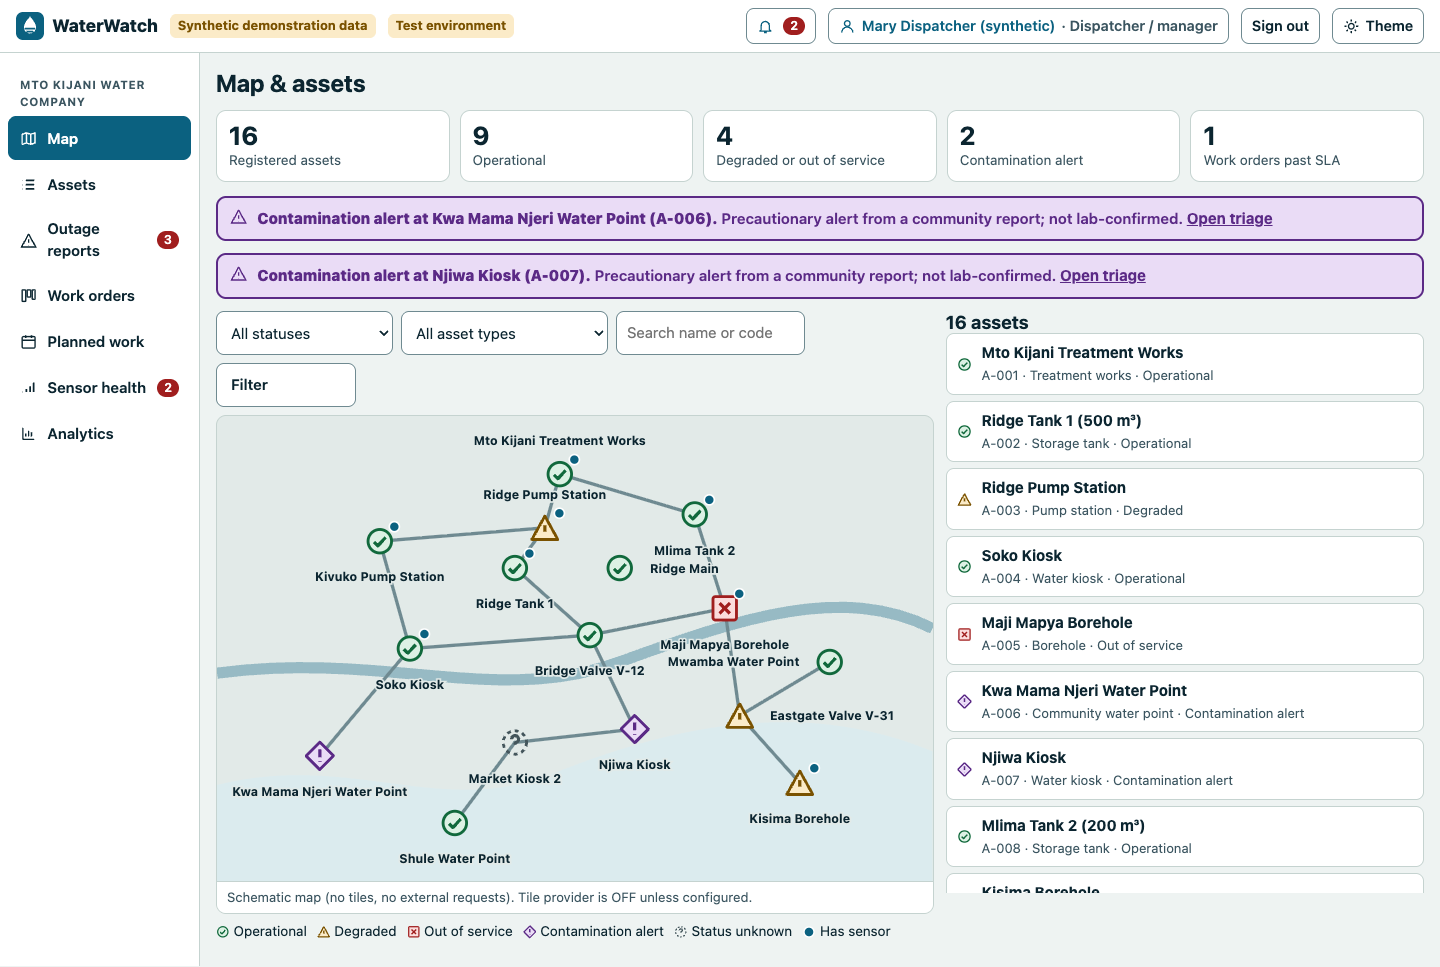 WaterWatch
Synthetic demonstration data
Test environment
2
Mary Dispatcher (synthetic) · Dispatcher / manager
Sign out
Theme
MTO KIJANI WATER
COMPANY
Map
Assets
Outage
reports
3
Work orders
Planned work
Sensor health
2
Analytics
Map & assets
16
Registered assets
9
Operational
4
Degraded or out of service
2
Contamination alert
1
Work orders past SLA
Contamination alert at Kwa Mama Njeri Water Point (A-006). Precautionary alert from a community report; not lab-confirmed. Open triage
Contamination alert at Njiwa Kiosk (A-007). Precautionary alert from a community report; not lab-confirmed. Open triage
All statuses
All asset types
Search name or code
Filter
Mto Kijani Treatment Works
Ridge Pump Station
Mlima Tank 2
Ridge Main
Kivuko Pump Station
Ridge Tank 1
Maji Mapya Borehole
Mwamba Water Point
Bridge Valve V-12
Soko Kiosk
Eastgate Valve V-31
?
Njiwa Kiosk
Market Kiosk 2
Kwa Mama Njeri Water Point
Kisima Borehole
Shule Water Point
Schematic map (no tiles, no external requests). Tile provider is OFF unless configured.
Operational
Degraded
Out of service
Contamination alert
Status unknown
Has sensor
16 assets
Mto Kijani Treatment Works
A-001 · Treatment works · Operational
Ridge Tank 1 (500 m³)
A-002 · Storage tank · Operational
Ridge Pump Station
A-003 · Pump station · Degraded
Soko Kiosk
A-004 · Water kiosk · Operational
Maji Mapya Borehole
A-005 · Borehole · Out of service
Kwa Mama Njeri Water Point
A-006 · Community water point · Contamination alert
Njiwa Kiosk
A-007 · Water kiosk · Contamination alert
Mlima Tank 2 (200 m³)
A-008 · Storage tank · Operational
Kisima Borehole